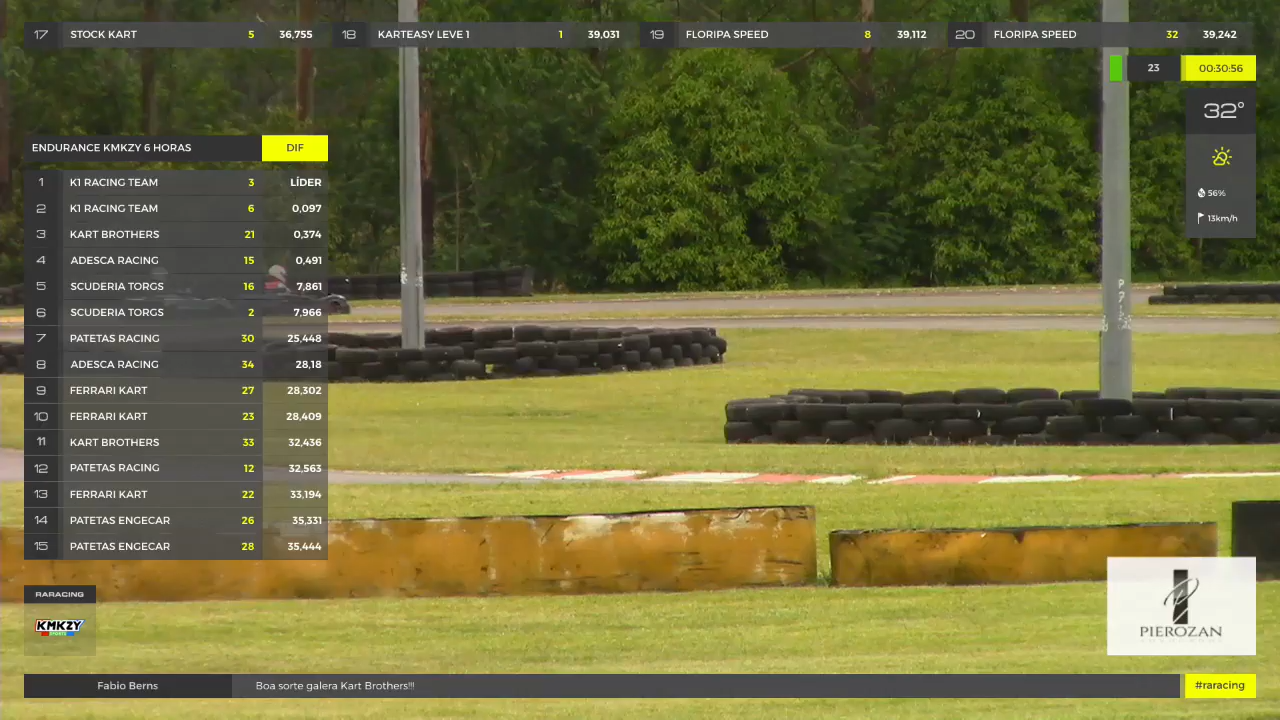 17 STOCK KART 5 36,755 18 KARTEASY LEVE 1 1 39,031 19 FLORIPA SPEED 8 39,112 20 FLORIPA SPEED 32 39,242
23 00:30:56
32°
56%
13km/h
ENDURANCE KMKZY 6 HORAS DIF
1 K1 RACING TEAM 3 LÍDER
2 K1 RACING TEAM 6 0,097
3 KART BROTHERS 21 0,374
4 ADESCA RACING 15 0,491
5 SCUDERIA TORGS 16 7,861
6 SCUDERIA TORGS 2 7,966
7 PATETAS RACING 30 25,448
8 ADESCA RACING 34 28,18
9 FERRARI KART 27 28,302
10 FERRARI KART 23 28,409
11 KART BROTHERS 33 32,436
12 PATETAS RACING 12 32,563
13 FERRARI KART 22 33,194
14 PATETAS ENGECAR 26 35,331
15 PATETAS ENGECAR 28 35,444
RARACING
KMKZY
SPORTS
PIEROZAN
Fabio Berns Boa sorte galera Kart Brothers!!! #raracing